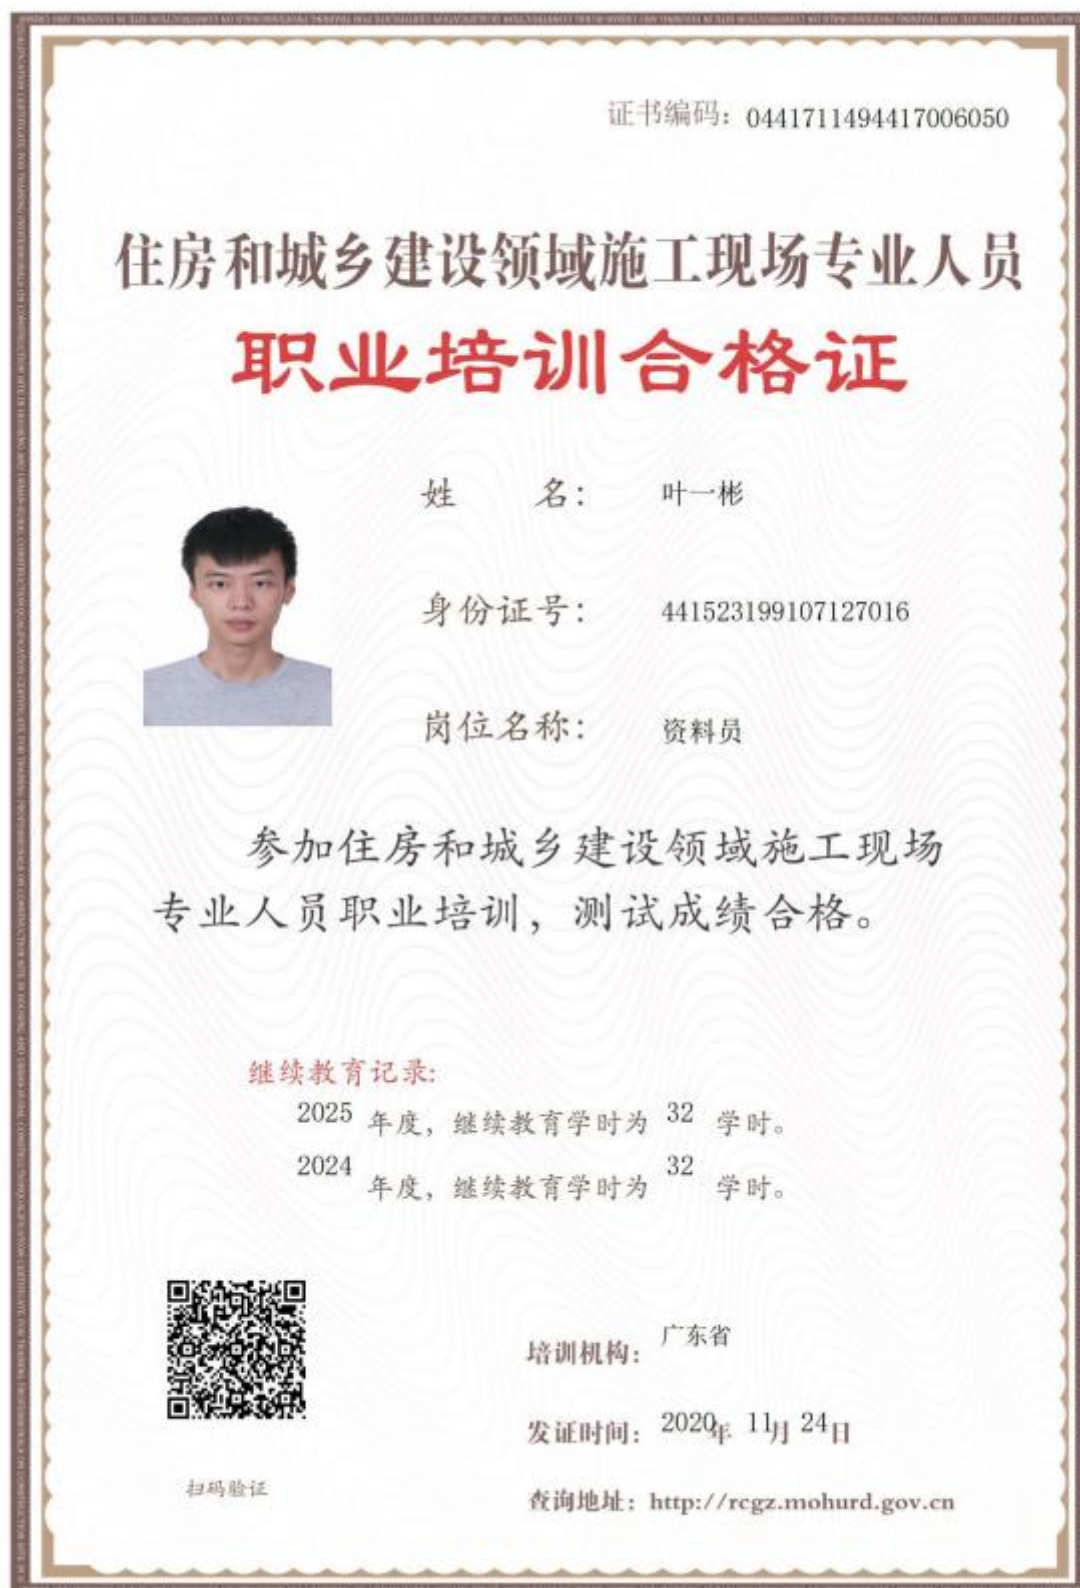 证书编码：0441711494417006050
住房和城乡建设领域施工现场专业人员
职业培训合格证
姓 名： 叶一彬
身份证号： 441523199107127016
岗位名称： 资料员
参加住房和城乡建设领域施工现场
专业人员职业培训，测试成绩合格。
继续教育记录:
2025 年度，继续教育学时为 32 学时。
2024 年度，继续教育学时为 32 学时。
培训机构： 广东省
发证时间： 2020年 11月 24日
扫码验证
查询地址：http://rcgz.mohurd.gov.cn